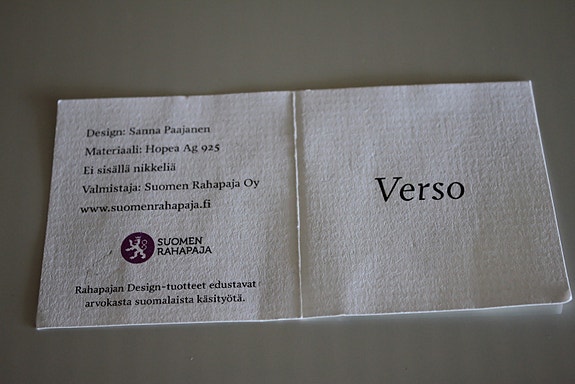 Design: Sanna Paajanen
Materiaali: Hopea Ag 925
Ei sisällä nikkeliä
Valmistaja: Suomen Rahapaja Oy
www.suomenrahapaja.fi
SUOMEN
RAHAPAJA
Rahapajan Design-tuotteet edustavat
arvokasta suomalaista käsityötä.
Verso